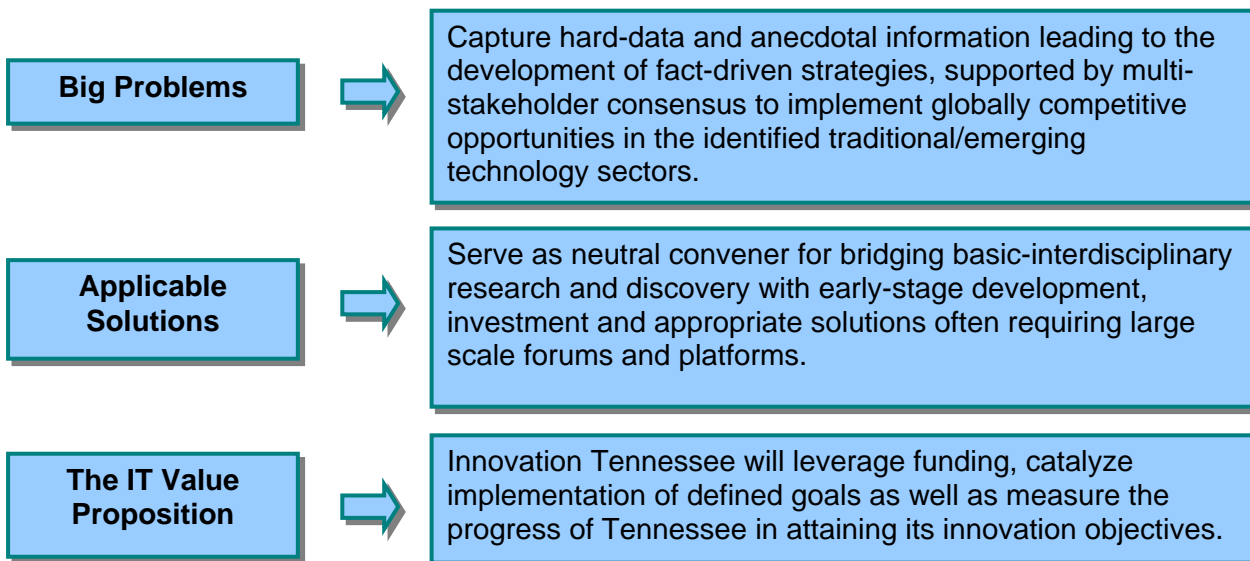 Big Problems
Capture hard-data and anecdotal information leading to the
development of fact-driven strategies, supported by multi-
stakeholder consensus to implement globally competitive
opportunities in the identified traditional/emerging
technology sectors.
Applicable
Solutions
Serve as neutral convener for bridging basic-interdisciplinary
research and discovery with early-stage development,
investment and appropriate solutions often requiring large
scale forums and platforms.
The IT Value
Proposition
Innovation Tennessee will leverage funding, catalyze
implementation of defined goals as well as measure the
progress of Tennessee in attaining its innovation objectives.